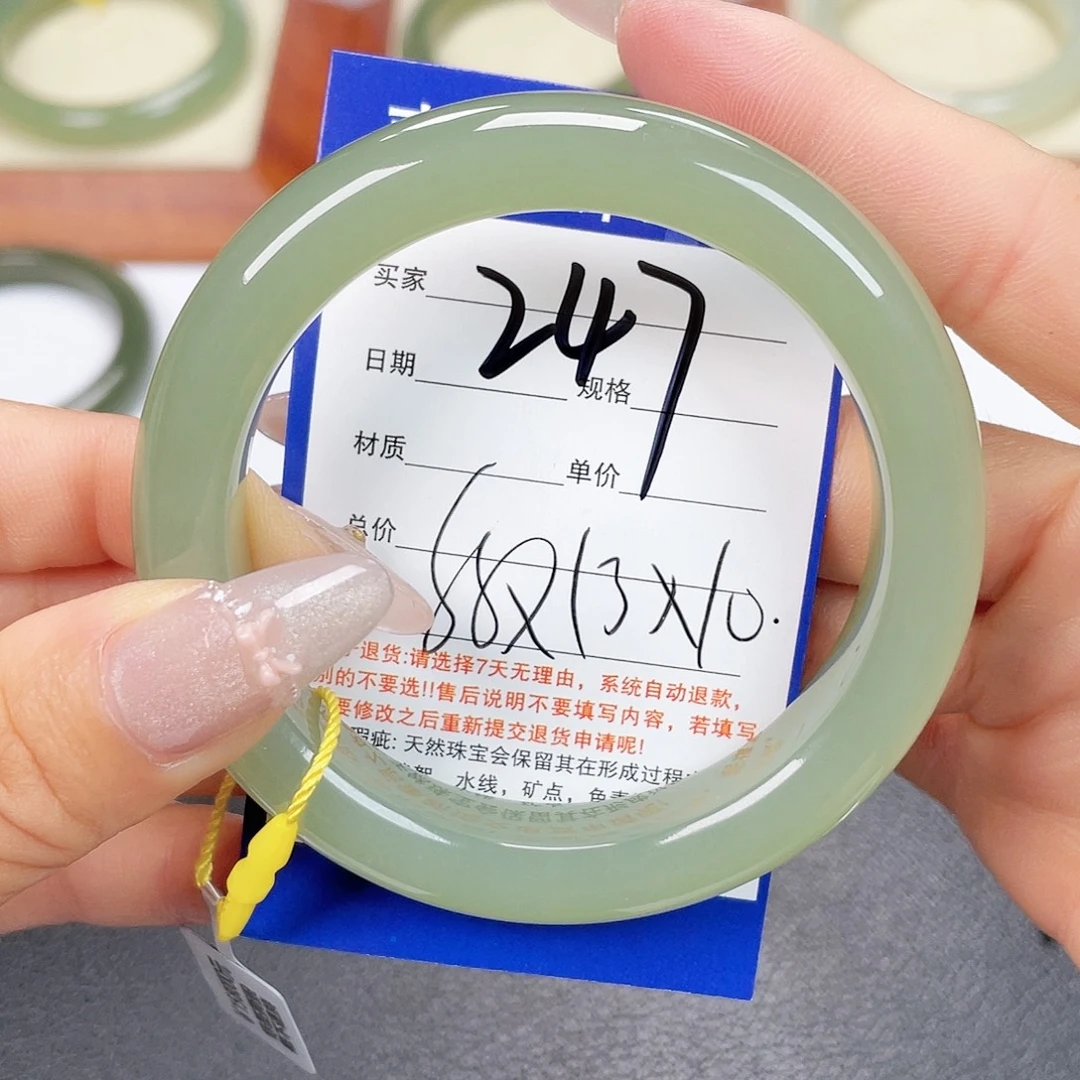 买家 247
日期 规格
材质 单价
总价 58X13X10.
退货:请选择7天无理由，系统自动退款，
别的不要选!!售后说明不要填写内容，若填写
要修改之后重新提交退货申请呢!
瑕疵: 天然珠宝会保留其在形成过程
水线，矿点，色素